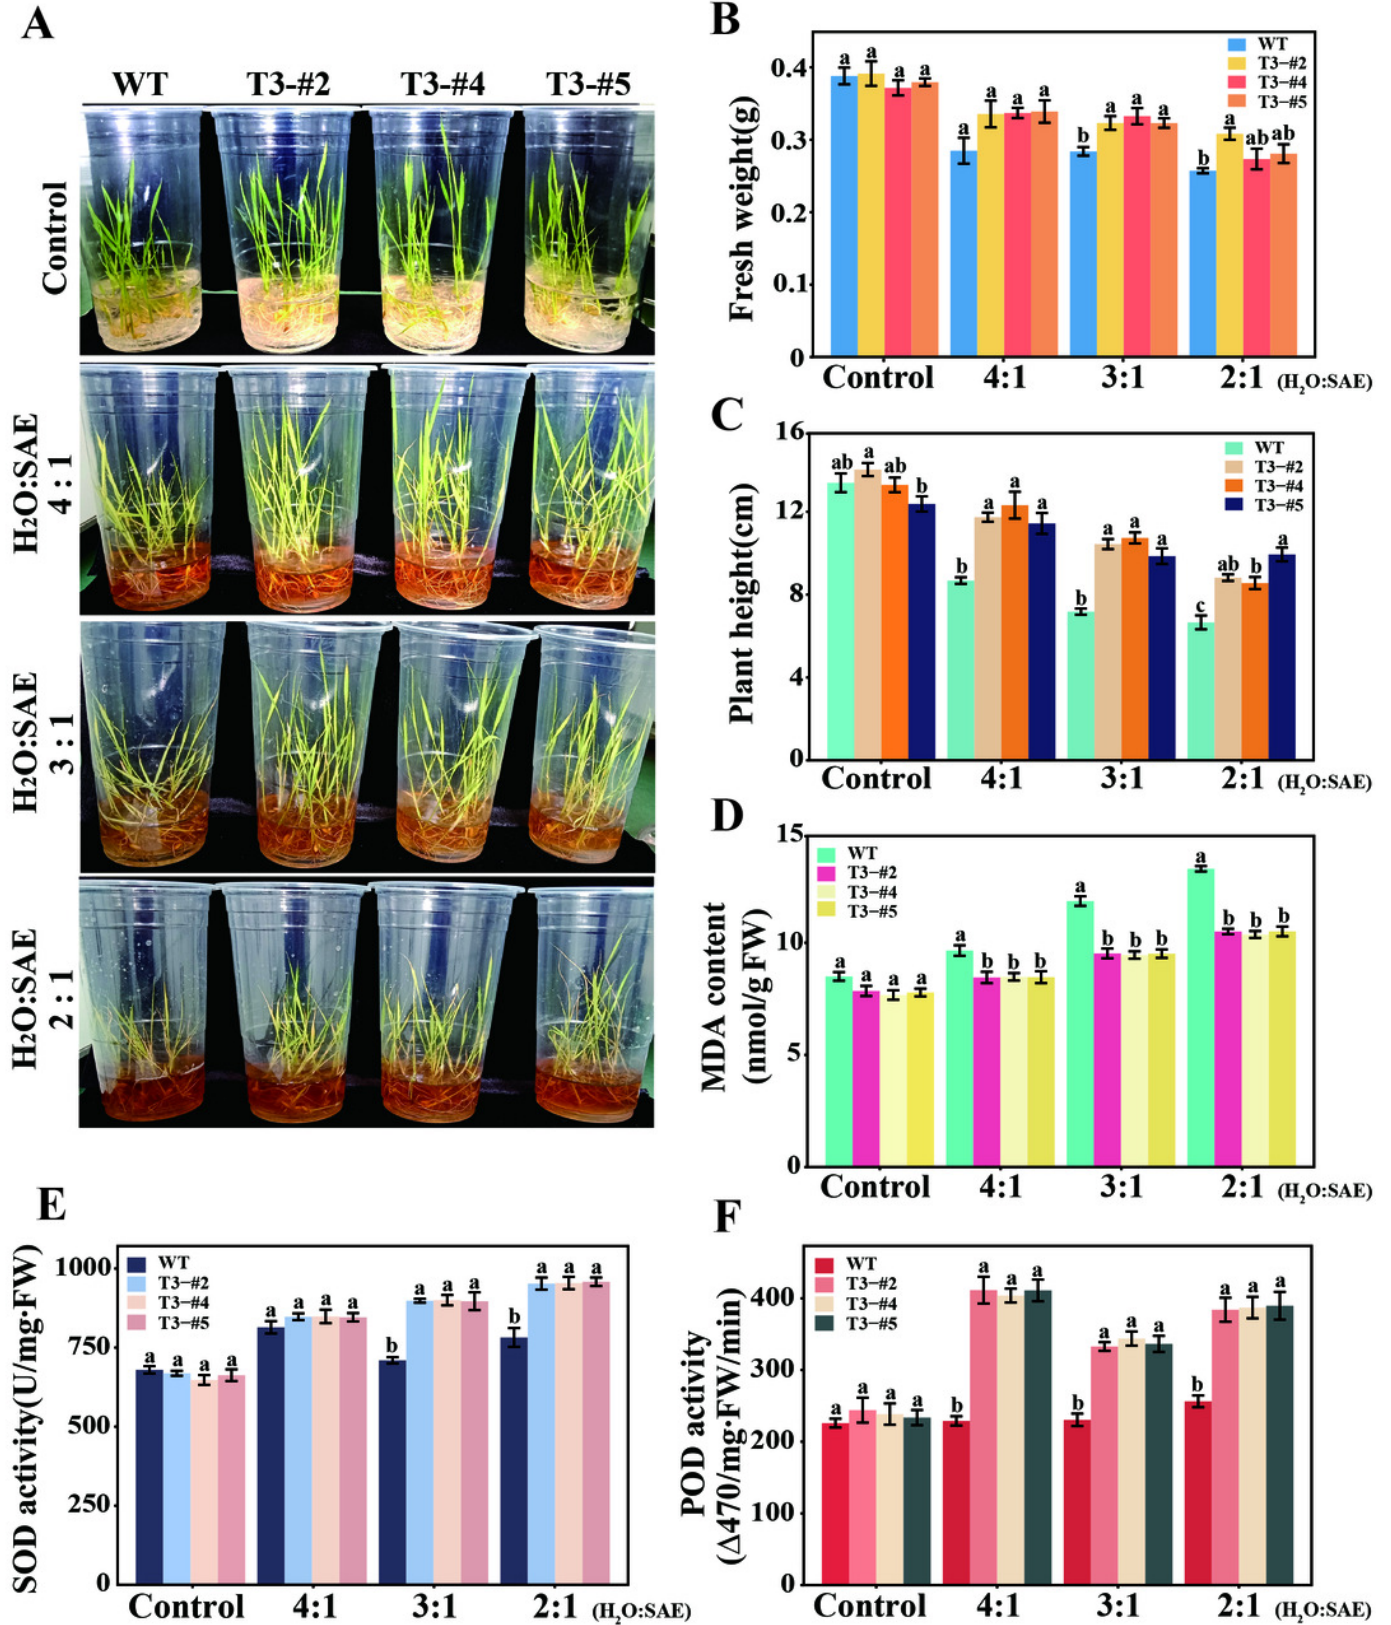 A
WT T3-#2 T3-#4 T3-#5
Control
H₂O:SAE
4 : 1
H₂O:SAE
3 : 1
H₂O:SAE
2 : 1
B
Fresh weight(g)
0.4
0.3
0.2
0.1
0
WT
T3−#2
T3−#4
T3−#5
a a a a
a a a a
b a a a
b a ab ab
Control 4:1 3:1 2:1 (H₂O:SAE)
C
Plant height(cm)
16
12
8
4
0
WT
T3−#2
T3−#4
T3−#5
ab a ab b
b a a a
b a a a
c ab b a
Control 4:1 3:1 2:1 (H₂O:SAE)
D
MDA content
(nmol/g FW)
15
10
5
0
WT
T3−#2
T3−#4
T3−#5
a a a a
a b b b
a b b b
a b b b
Control 4:1 3:1 2:1 (H₂O:SAE)
E
SOD activity(U/mg·FW)
1000
750
500
250
0
WT
T3−#2
T3−#4
T3−#5
a a a a
a a a a
b a a a
b a a a
Control 4:1 3:1 2:1 (H₂O:SAE)
F
POD activity
(Δ470/mg·FW/min)
400
300
200
100
0
WT
T3−#2
T3−#4
T3−#5
a a a a
b a a a
b a a a
b a a a
Control 4:1 3:1 2:1 (H₂O:SAE)